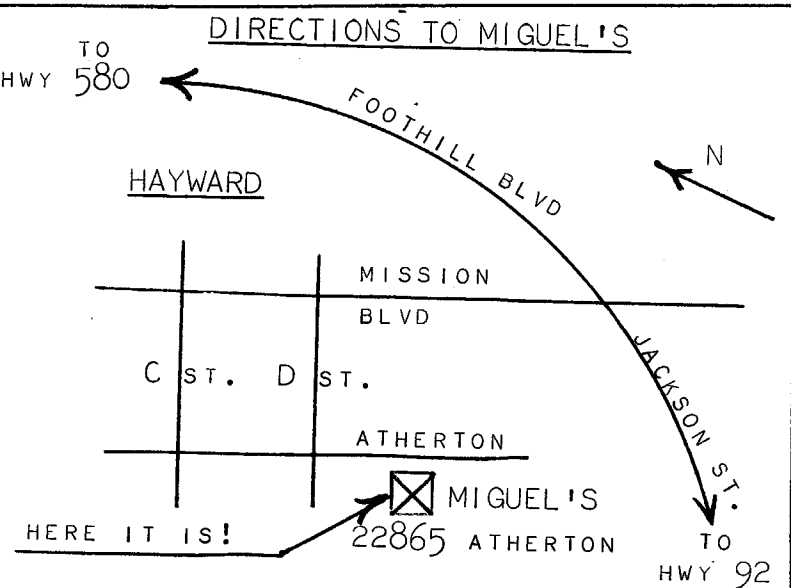 DIRECTIONS TO MIGUEL'S
TO
HWY 580
FOOTHILL BLVD
N
HAYWARD
MISSION
BLVD
C ST. D ST.
JACKSON ST.
ATHERTON
MIGUEL'S
HERE IT IS!
22865 ATHERTON
TO
HWY 92